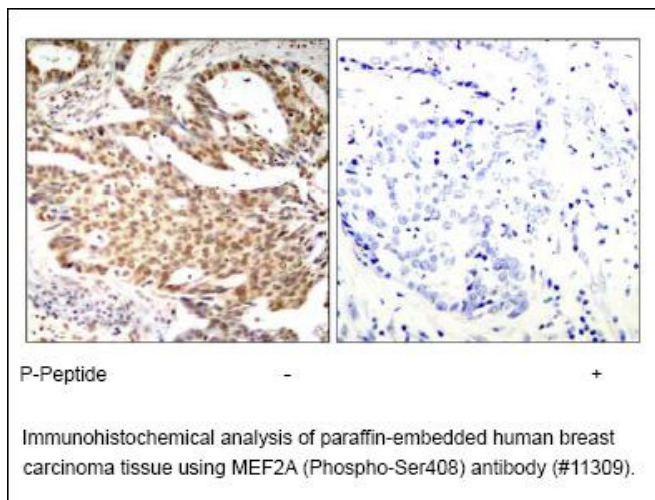 P-Peptide - +
Immunohistochemical analysis of paraffin-embedded human breast
carcinoma tissue using MEF2A (Phospho-Ser408) antibody (#11309).